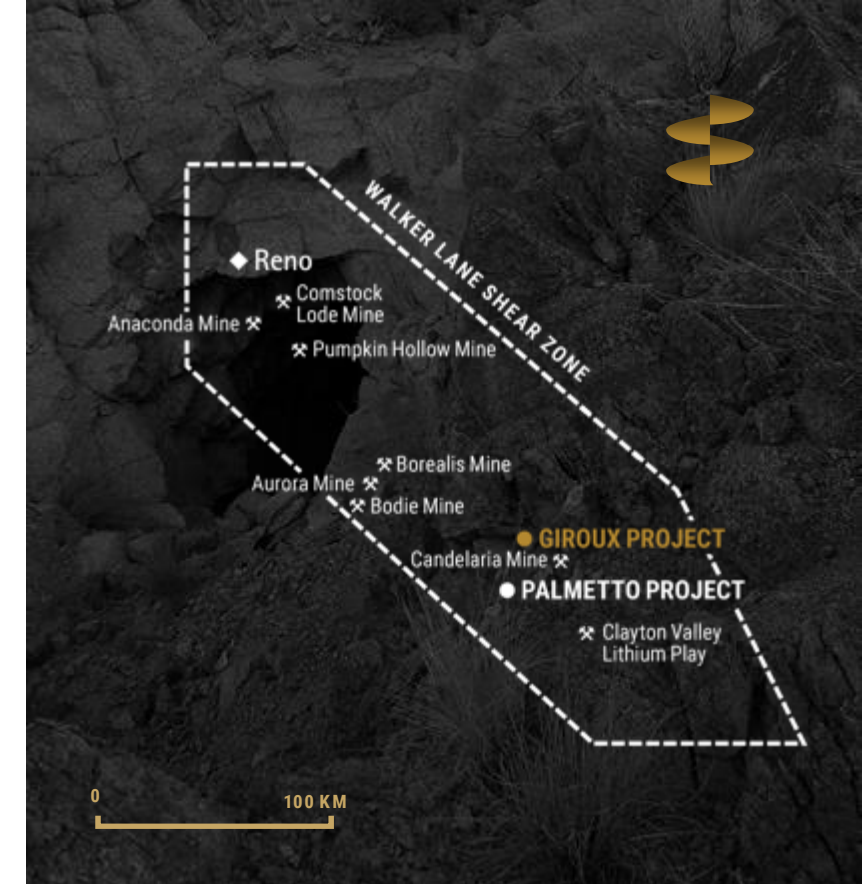 WALKER LANE SHEAR ZONE
Reno
Comstock
Lode Mine
Anaconda Mine
Pumpkin Hollow Mine
Borealis Mine
Aurora Mine
Bodie Mine
GIROUX PROJECT
Candelaria Mine
PALMETTO PROJECT
Clayton Valley
Lithium Play
0
100 KM